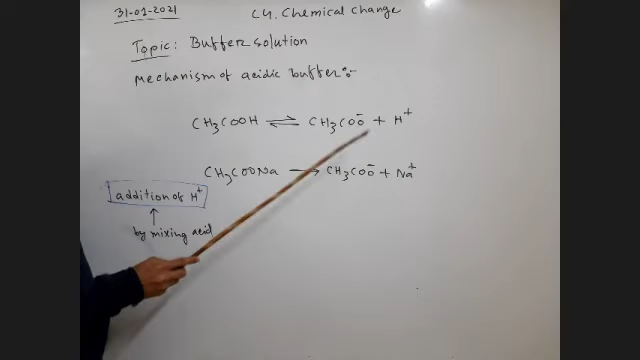 31-01-2021 C4. Chemical change
Topic: Buffer solution
Mechanism of acidic buffer:-
CH3COOH ⇌ CH3COO⁻ + H⁺
CH3COONa → CH3COO⁻ + Na⁺
addition of H⁺
↑
by mixing acid